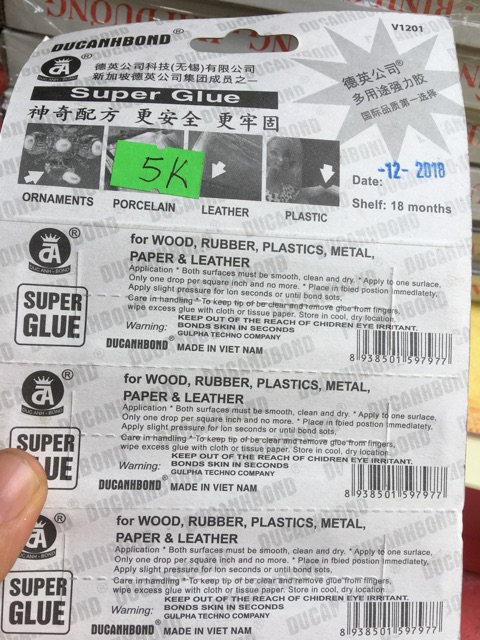 DUCANHBOND ®
V1201
ĐA ®
德英公司科技(无锡)有限公司
新加坡德英公司集团成员之一
Super Glue
神奇配方 更安全 更牢固
德英公司®
多用途强力胶
国际品质第一选择
5K
ORNAMENTS PORCELAIN LEATHER PLASTIC
-12- 2018
Date:
Shelf: 18 months
®
DUC ANH - BOND
SUPER
GLUE
for WOOD, RUBBER, PLASTICS, METAL,
PAPER & LEATHER
Application * Both surfaces must be smooth, clean and dry. * Apply to one surface,
Only one drop per square inch and no more. * Place in fbied postion immediately.
Apply slight pressure for lon seconds or until bond sots.
Care in handling * To keep tip of be clear and remove glue from fingers,
wipe excess glue with cloth or tissue paper. Store in cool, dry location.
KEEP OUT OF THE REACH OF CHIDREN EYE IRRITANT.
Warning: BONDS SKIN IN SECONDS
GULPHA TECHNO COMPANY
DUCANHBOND ® MADE IN VIET NAM
8 938501 597977
®
DUC ANH - BOND
SUPER
GLUE
for WOOD, RUBBER, PLASTICS, METAL,
PAPER & LEATHER
Application * Both surfaces must be smooth, clean and dry. * Apply to one surface,
Only one drop per square inch and no more. * Place in fbied postion immediately.
Apply slight pressure for lon seconds or until bond sots.
Care in handling * To keep tip of be clear and remove glue from fingers,
wipe excess glue with cloth or tissue paper. Store in cool, dry location.
KEEP OUT OF THE REACH OF CHIDREN EYE IRRITANT.
Warning: BONDS SKIN IN SECONDS
GULPHA TECHNO COMPANY
DUCANHBOND ® MADE IN VIET NAM
8 938501 597977
®
ANH - BOND
SUPER
GLUE
for WOOD, RUBBER, PLASTICS, METAL,
PAPER & LEATHER
Application * Both surfaces must be smooth, clean and dry. * Apply to one surface,
Only one drop per square inch and no more. * Place in fbied postion immediately.
Apply slight pressure for lon seconds or until bond sots.
Care in handling * To keep tip of be clear and remove glue from fingers,
wipe excess glue with cloth or tissue paper. Store in cool, dry location.
KEEP OUT OF THE REACH OF CHIDREN EYE IRRITANT.
Warning: BONDS SKIN IN SECONDS
GULPHA TECHNO COMPANY
DUCANHBOND ® MADE IN VIET NAM